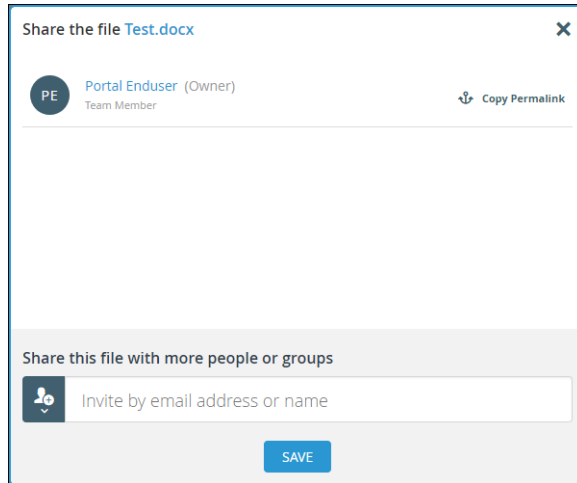 Share the file Test.docx
PE
Portal Enduser (Owner)
Team Member
Copy Permalink
Share this file with more people or groups
Invite by email address or name
SAVE